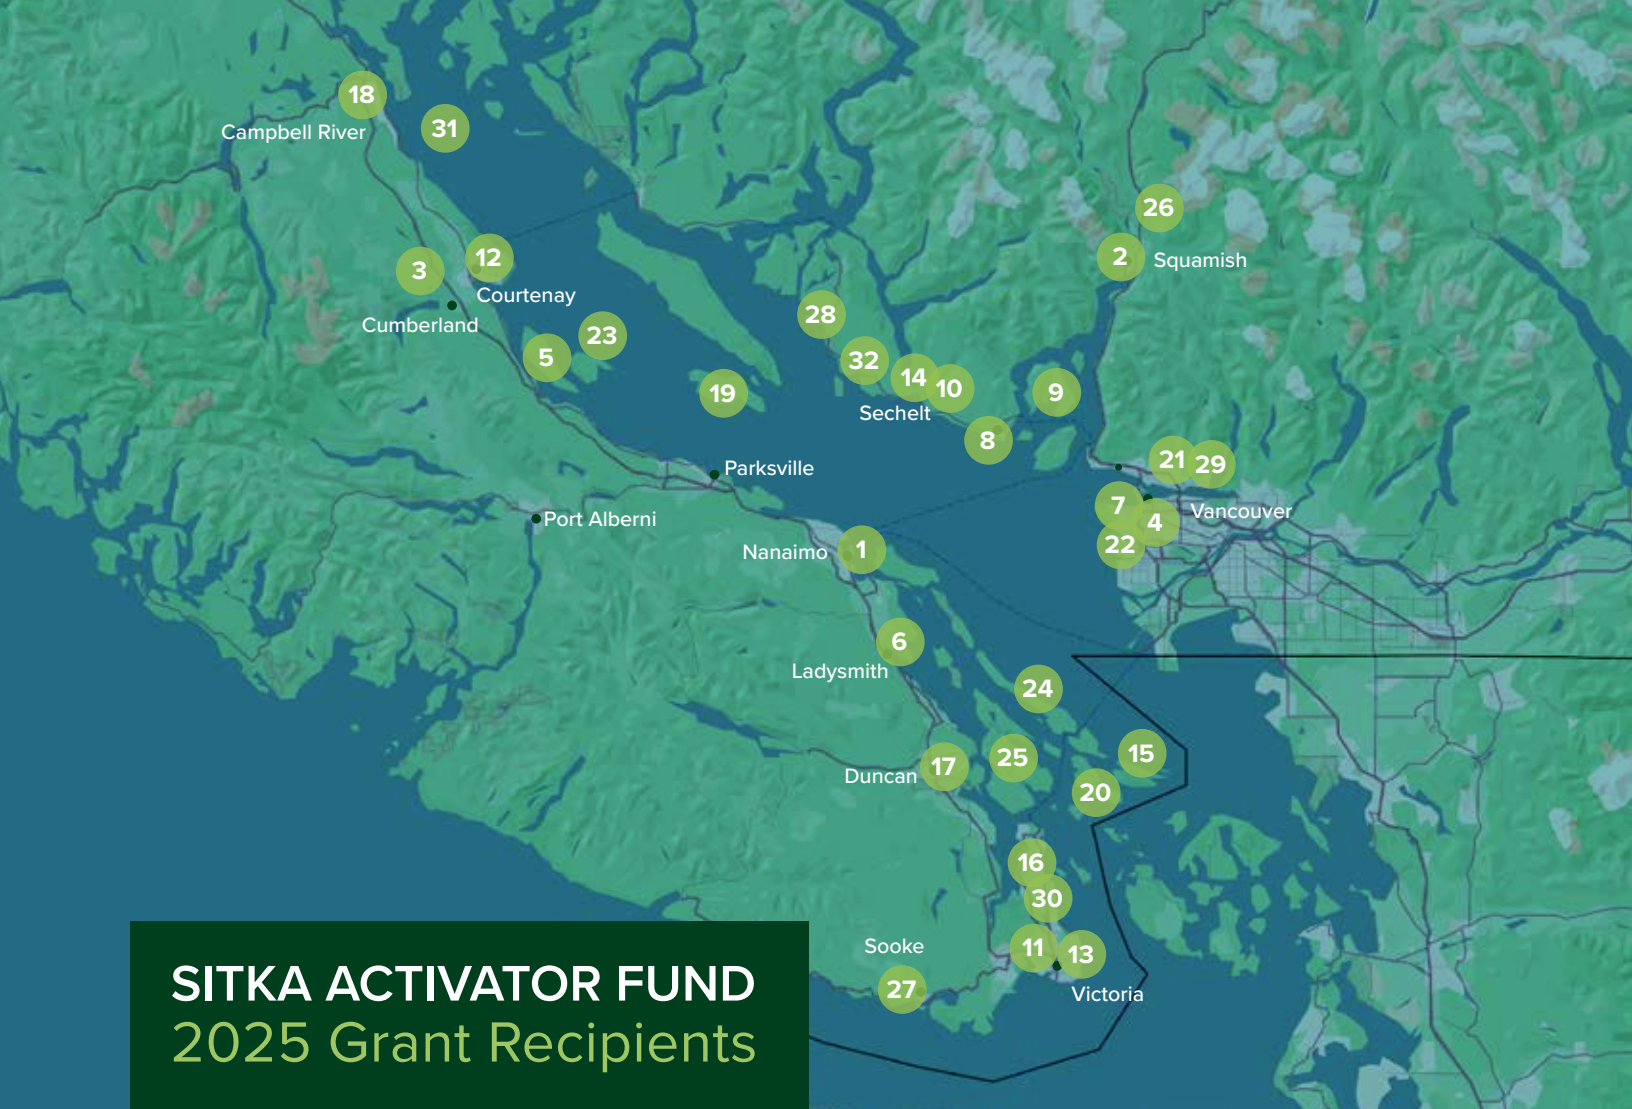 18
Campbell River
31
26
2
Squamish
3
12
Courtenay
Cumberland
28
23
5
32
14
10
9
19
Sechelt
8
21
29
Parksville
7
Vancouver
4
Port Alberni
22
Nanaimo
1
6
Ladysmith
24
15
25
17
Duncan
20
16
30
Sooke
11
13
27
Victoria
SITKA ACTIVATOR FUND
2025 Grant Recipients